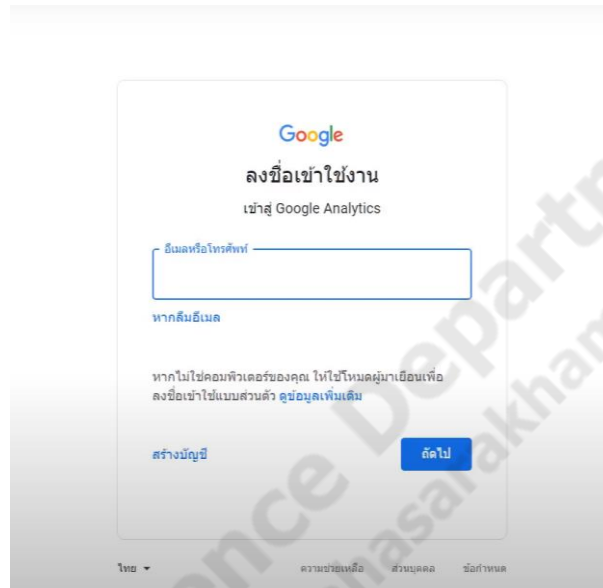 Google
ลงชื่อเข้าใช้งาน
เข้าสู่ Google Analytics
อีเมลหรือโทรศัพท์
หากลืมอีเมล
หากไม่ใช่คอมพิวเตอร์ของคุณ ให้ใช้โหมดผู้มาเยือนเพื่อ
ลงชื่อเข้าใช้แบบส่วนตัว ดูข้อมูลเพิ่มเติม
สร้างบัญชี
ถัดไป
ไทย
ความช่วยเหลือ ส่วนบุคคล ข้อกำหนด